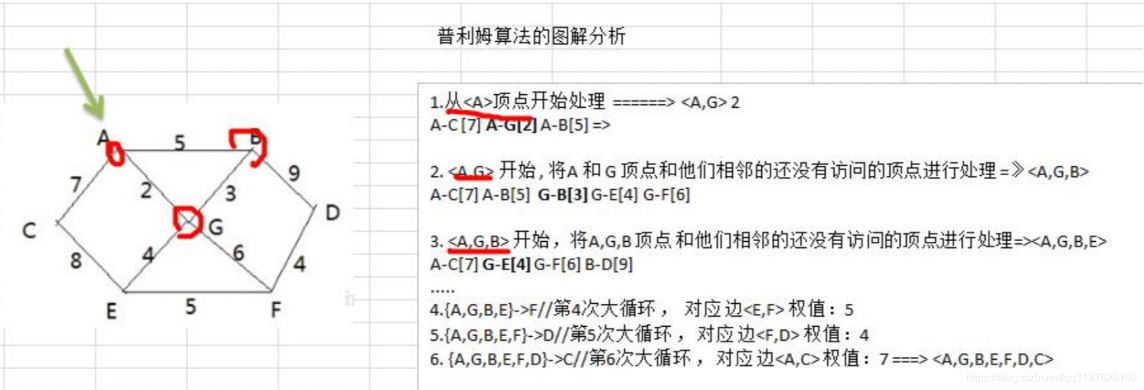 普利姆算法的图解分析
1.从<A>顶点开始处理 ======> <A,G> 2
A-C [7] A-G[2] A-B[5] =>
2. <A,G> 开始 , 将A 和 G 顶点和他们相邻的还没有访问的顶点进行处理 =》<A,G,B>
A-C[7] A-B[5] G-B[3] G-E[4] G-F[6]
3. <A,G,B> 开始，将A,G,B 顶点 和他们相邻的还没有访问的顶点进行处理=><A,G,B,E>
A-C[7] G-E[4] G-F[6] B-D[9]
.....
4.{A,G,B,E}->F//第4次大循环 ， 对应边<E,F> 权值：5
5.{A,G,B,E,F}->D//第5次大循环 ， 对应边<F,D> 权值：4
6. {A,G,B,E,F,D}->C//第6次大循环 ，对应边<A,C> 权值：7 ===> <A,G,B,E,F,D,C>
A
5
B
7
2
3
9
C
G
D
8
4
6
4
E
5
F
h
https://blog.csdn.net/qq1137623160